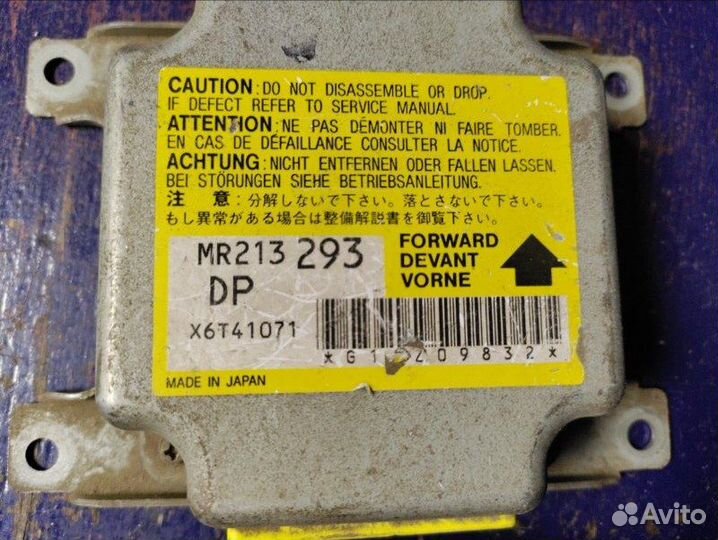 CAUTION : DO NOT DISASSEMBLE OR DROP.
IF DEFECT REFER TO SERVICE MANUAL.
ATTENTION : NE PAS DÉMONTER NI FAIRE TOMBER.
EN CAS DE DÉFAILLANCE CONSULTER LA NOTICE.
ACHTUNG : NICHT ENTFERNEN ODER FALLEN LASSEN.
BEI STÖRUNGEN SIEHE BETRIEBSANLEITUNG.
注 意 : 分解しないで下さい。落とさないで下さい。
もし異常がある場合は整備解説書を御覧下さい。
MR213 293
DP
X6T41071
FORWARD
DEVANT
VORNE
MADE IN JAPAN
Avito